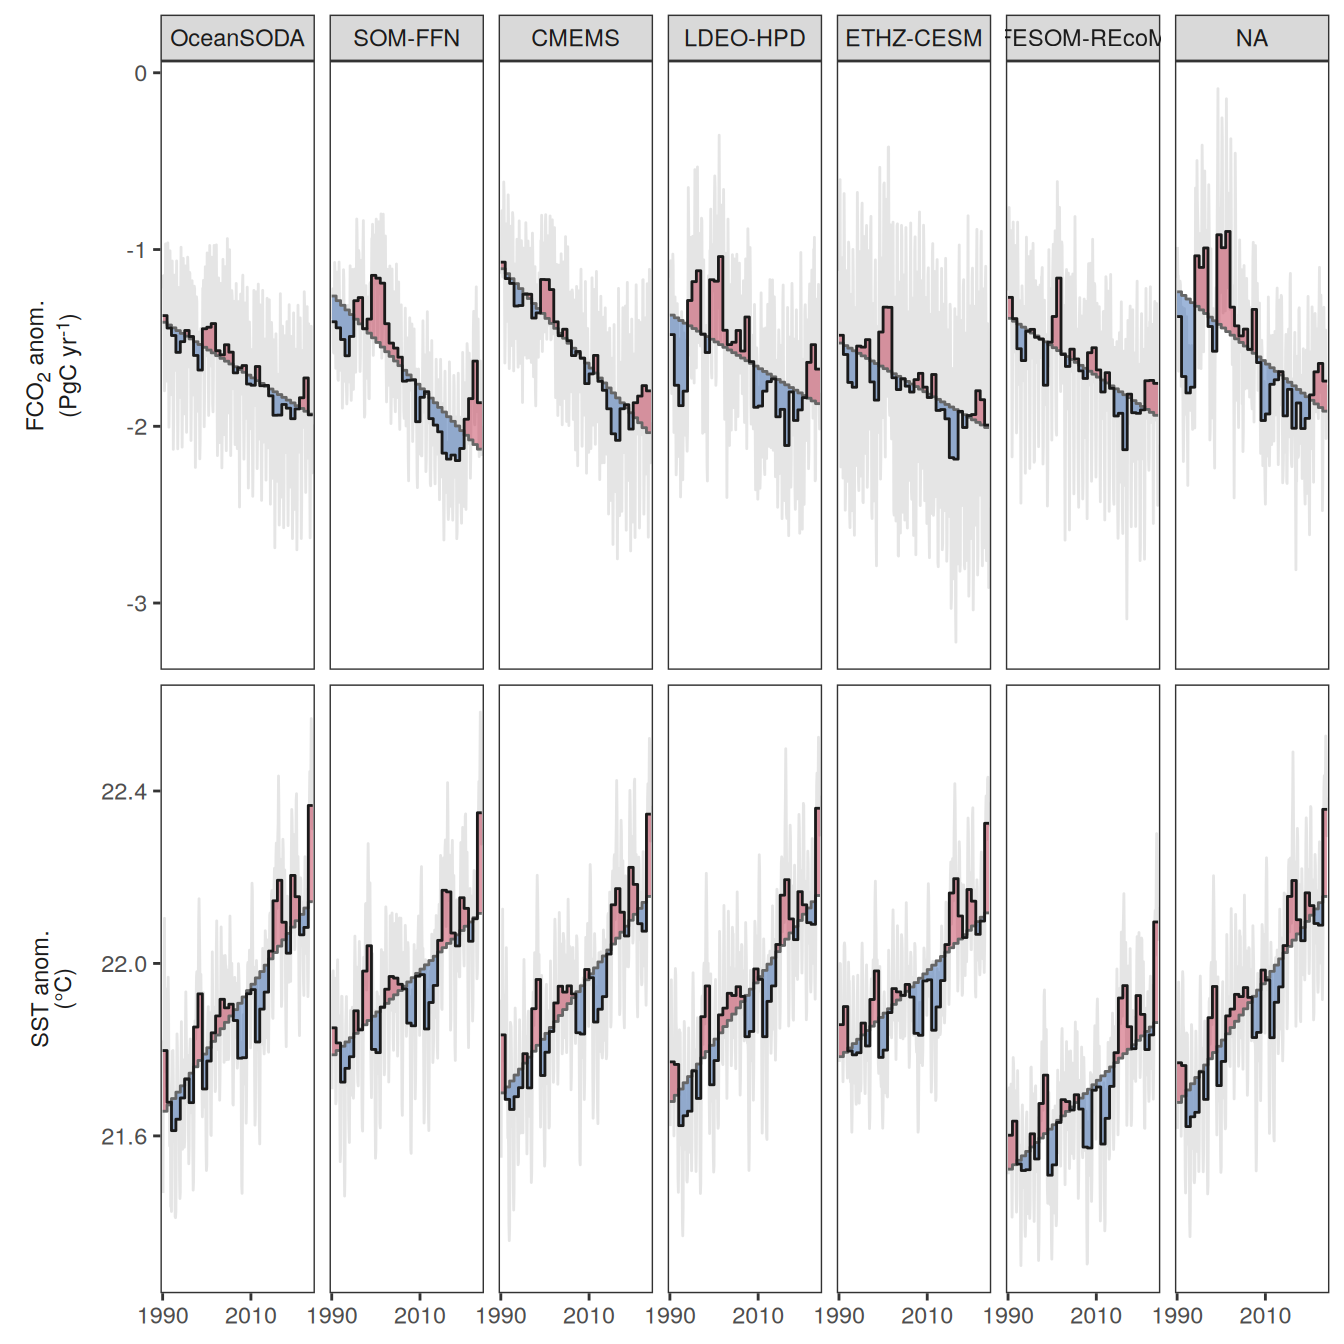 OceanSODA SOM-FFN CMEMS LDEO-HPD ETHZ-CESM FESOM-REcoM NA
0
-1
-2
-3
FCO₂ anom.
(PgC yr⁻¹)
22.4
22.0
21.6
SST anom.
(°C)
1990 2010 1990 2010 1990 2010 1990 2010 1990 2010 1990 2010 1990 2010